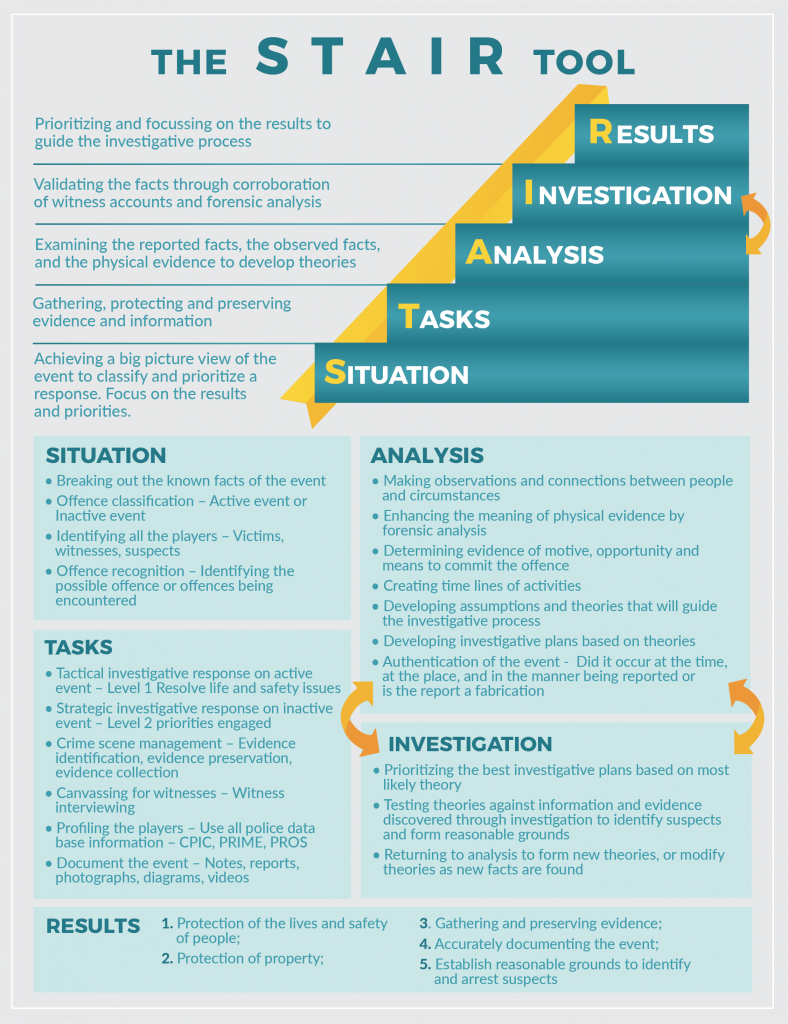 THE STAIR TOOL
Prioritizing and focussing on the results to
guide the investigative process
RESULTS
Validating the facts through corroboration
of witness accounts and forensic analysis
INVESTIGATION
Examining the reported facts, the observed facts,
and the physical evidence to develop theories
ANALYSIS
Gathering, protecting and preserving
evidence and information
TASKS
Achieving a big picture view of the
event to classify and prioritize a
response. Focus on the results
and priorities.
SITUATION
SITUATION
• Breaking out the known facts of the event
• Offence classification – Active event or
Inactive event
• Identifying all the players – Victims,
witnesses, suspects
• Offence recognition – Identifying the
possible offence or offences being
encountered
TASKS
• Tactical investigative response on active
event – Level 1 Resolve life and safety issues
• Strategic investigative response on inactive
event – Level 2 priorities engaged
• Crime scene management – Evidence
identification, evidence preservation,
evidence collection
• Canvassing for witnesses – Witness
interviewing
• Profiling the players – Use all police data
base information – CPIC, PRIME, PROS
• Document the event – Notes, reports,
photographs, diagrams, videos
ANALYSIS
• Making observations and connections between people
and circumstances
• Enhancing the meaning of physical evidence by
forensic analysis
• Determining evidence of motive, opportunity and
means to commit the offence
• Creating time lines of activities
• Developing assumptions and theories that will guide
the investigative process
• Developing investigative plans based on theories
• Authentication of the event - Did it occur at the time,
at the place, and in the manner being reported or
is the report a fabrication
INVESTIGATION
• Prioritizing the best investigative plans based on most
likely theory
• Testing theories against information and evidence
discovered through investigation to identify suspects
and form reasonable grounds
• Returning to analysis to form new theories, or modify
theories as new facts are found
RESULTS
1. Protection of the lives and safety
of people;
2. Protection of property;
3. Gathering and preserving evidence;
4. Accurately documenting the event;
5. Establish reasonable grounds to identify
and arrest suspects